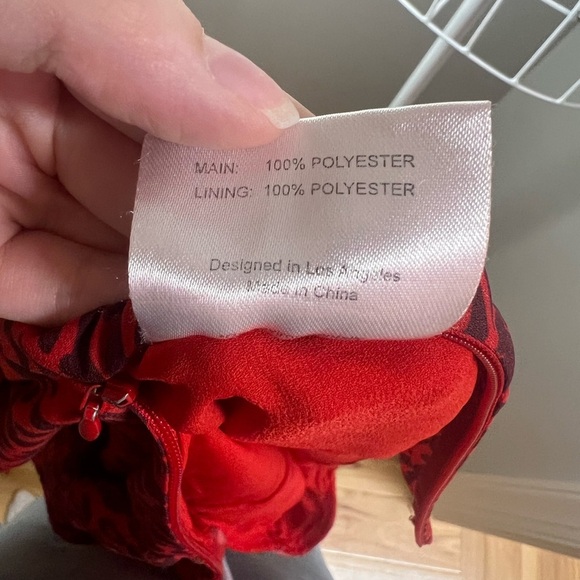 MAIN: 100% POLYESTER
LINING: 100% POLYESTER
Designed in Los Angeles
Made in China